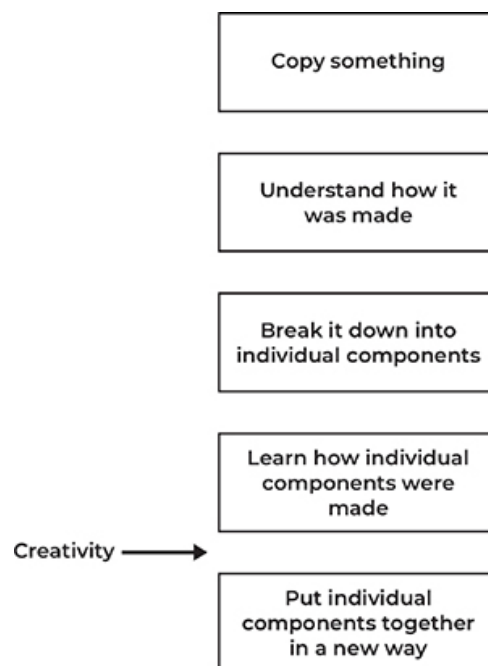 Copy something
Understand how it
was made
Break it down into
individual components
Learn how individual
components were
made
Creativity
Put individual
components together
in a new way